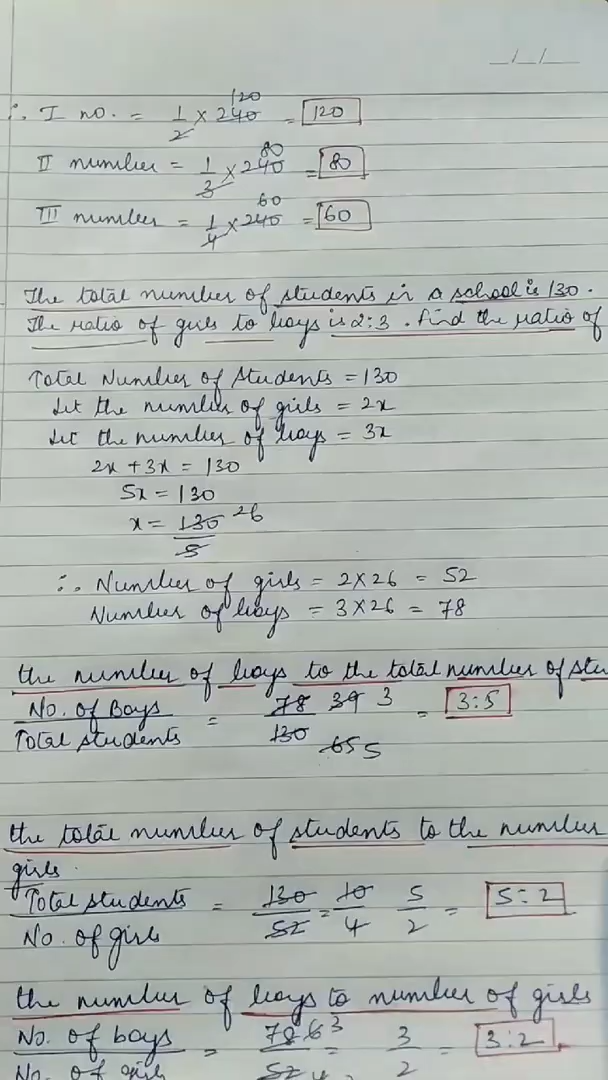 _/_/_
∴ I no. = 1/2 × 240 120 = 120
II number = 1/3 × 240 80 = 80
III number = 1/4 × 240 60 = 60
The total number of students in a school is 130.
The ratio of girls to boys is 2:3. Find the ratio of
Total Number of Students = 130
Let the number of girls = 2x
Let the number of boys = 3x
2x + 3x = 130
5x = 130
x = 130/5 26
∴ Number of girls = 2×26 = 52
Number of boys = 3×26 = 78
the number of boys to the total number of stu
No. of Boys / Total students = 78/130 39/65 3/5 = 3:5
the total number of students to the number
girls.
Total students / No. of girls = 130/52 = 10/4 5/2 = 5:2
the number of boys to number of girls
No. of boys / No. of girls = 78/52 6/4 3 = 3/2 = 3:2